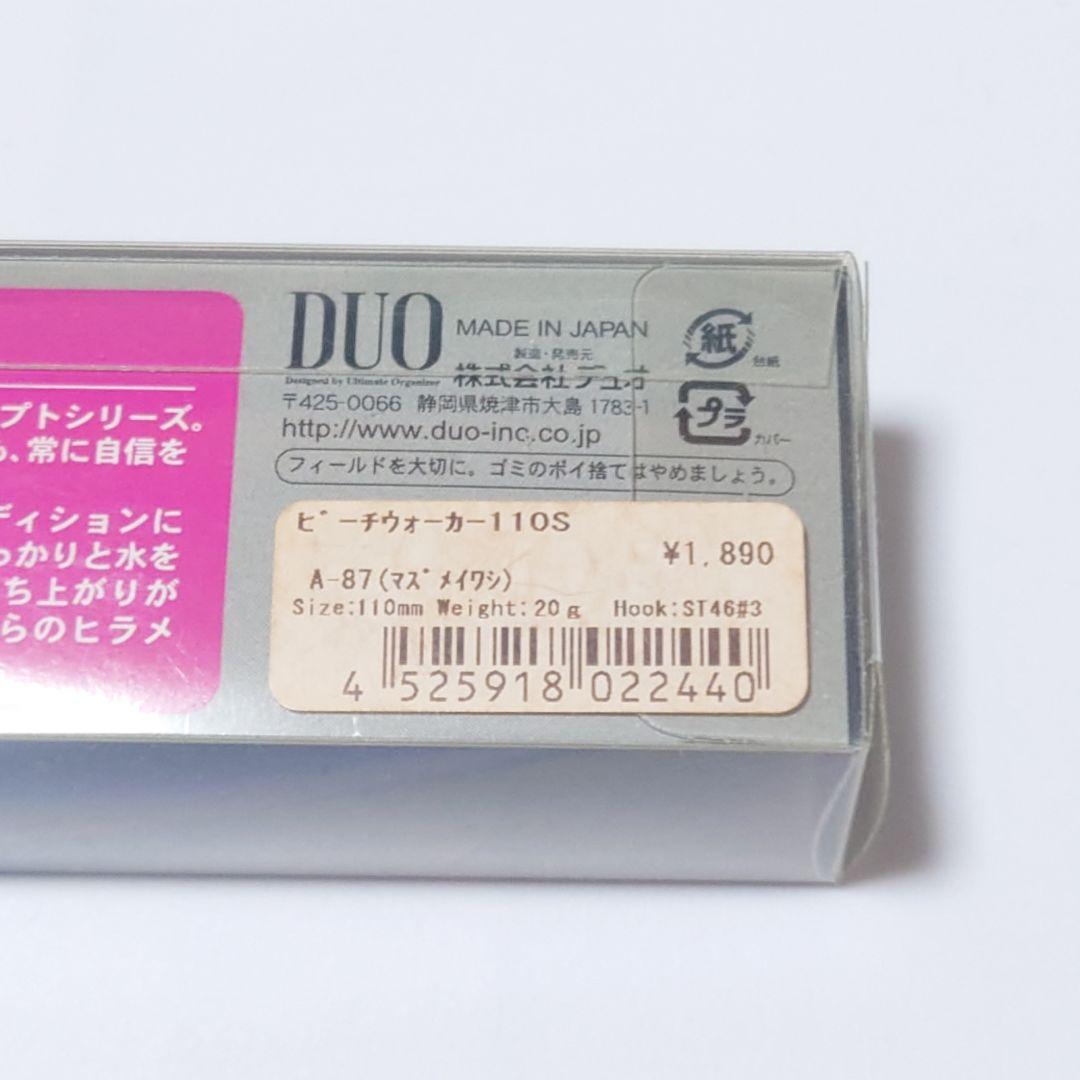 プトシリーズ。
、常に自信を
ディションに
っかりと水を
ち上がりが
らのヒラメ
DUO
Designed by Ultimate Organizer
MADE IN JAPAN
製造・発売元
株式会社デュオ
〒425-0066 静岡県焼津市大島 1783-1
http://www.duo-inc.co.jp
フィールドを大切に。ゴミのポイ捨てはやめましょう。
紙
台紙
プラ
カバー
ビーチウォーカー110S
¥1,890
A-87(マズメイワシ)
Size:110mm Weight:20g Hook:ST46#3
4 525918 022440